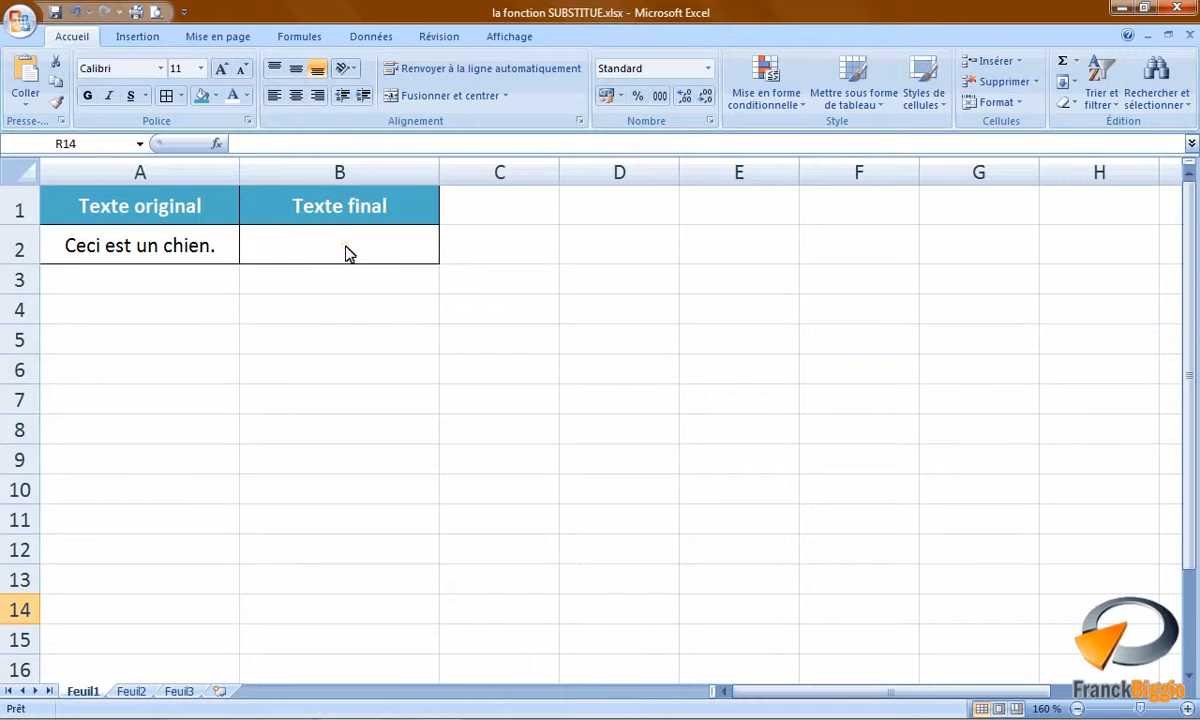 la fonction SUBSTITUE.xlsx - Microsoft Excel
Accueil Insertion Mise en page Formules Données Révision Affichage
Coller
Calibri 11
G I S
Renvoyer à la ligne automatiquement
Fusionner et centrer
Standard
% 000
Mise en forme conditionnelle
Mettre sous forme de tableau
Styles de cellules
Insérer
Supprimer
Format
Σ
Trier et filtrer
Rechercher et sélectionner
Presse-... Police Alignement Nombre Style Cellules Édition
R14 fx
A B C D E F G H
1 Texte original Texte final
2 Ceci est un chien.
3
4
5
6
7
8
9
10
11
12
13
14
15
16
FranckBiggio
Feuil1 Feuil2 Feuil3
Prêt 160 %